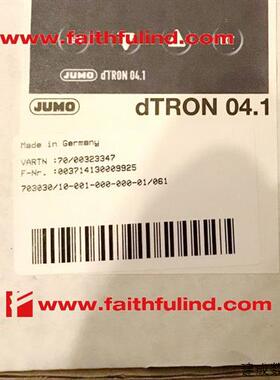 www.faithfulind.com
JUMO dTRON 04.1
JUMO dTRON 04.1
Made in Germany
VARTN :70/00323347
F-Nr. :003714130009925
703030/10-001-000-000-01/061
www.faithfulind.com